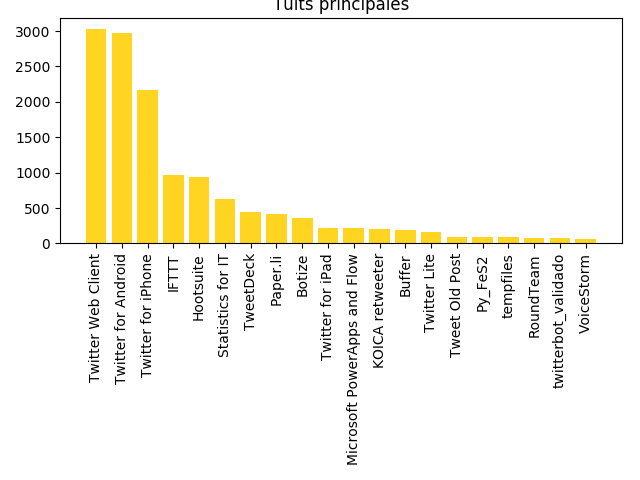 Tuits principales
3000
2500
2000
1500
1000
500
0
Twitter Web Client
Twitter for Android
Twitter for iPhone
IFTTT
Hootsuite
Statistics for IT
TweetDeck
Paper.li
Botize
Twitter for iPad
Microsoft PowerApps and Flow
KOICA retweeter
Buffer
Twitter Lite
Tweet Old Post
Py_FeS2
tempfiles
RoundTeam
twitterbot_validado
VoiceStorm